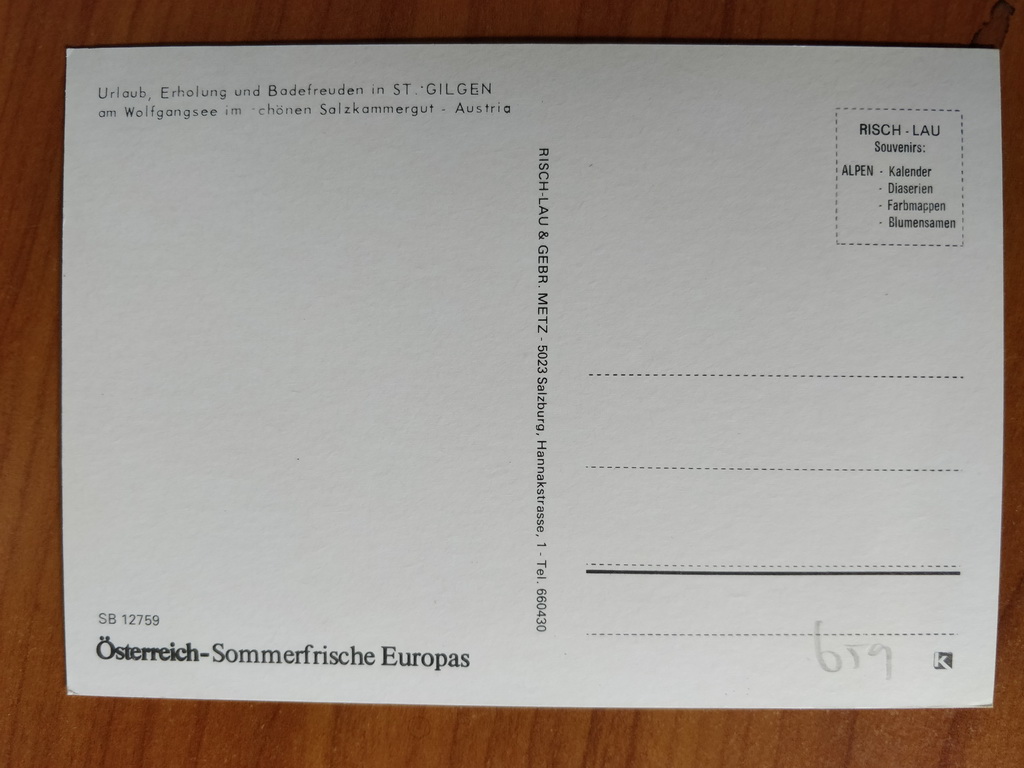 Urlaub, Erholung und Badefreuden in ST. GILGEN
am Wolfgangsee im chönen Salzkammergut - Austria
RISCH-LAU & GEBR. METZ - 5023 Salzburg, Hannakstrasse, 1 - Tel. 660430
RISCH - LAU
Souvenirs:
ALPEN - Kalender
- Diaserien
- Farbmappen
- Blumensamen
SB 12759
Österreich-Sommerfrische Europas
659
K